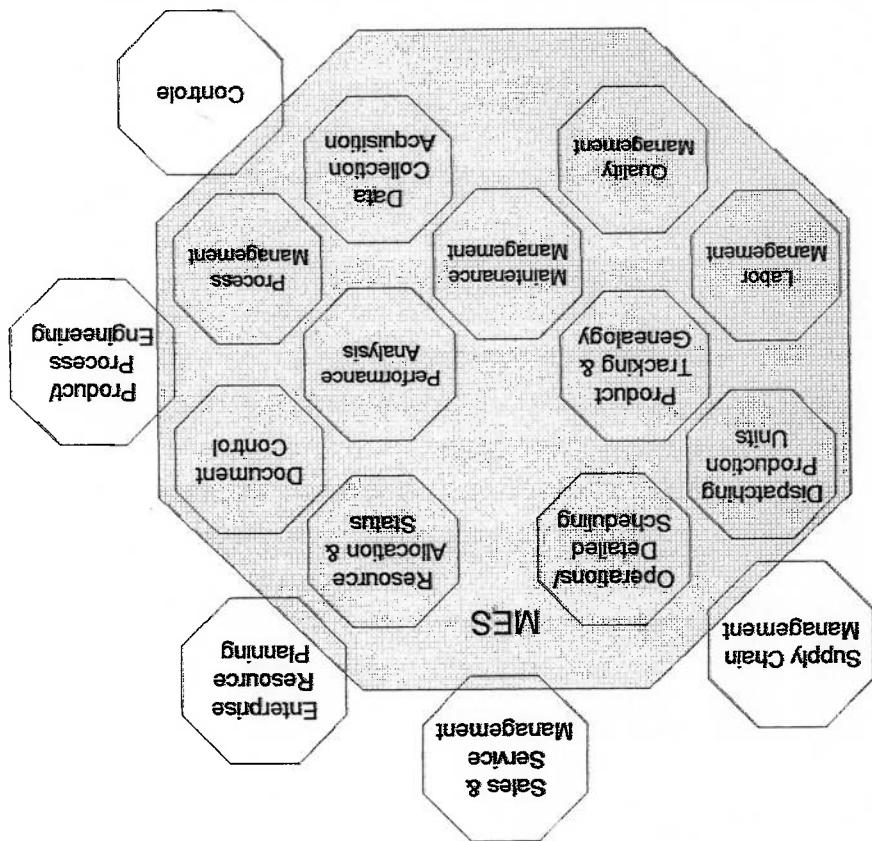 Sales &
Service
Management
Supply Chain
Management
Enterprise
Resource
Planning
MES
Operations/
Detailed
Scheduling
Resource
Allocation &
Status
Dispatching
Production
Units
Document
Control
Product
Tracking &
Genealogy
Performance
Analysis
Product/
Process
Engineering
Labor
Management
Maintenance
Management
Process
Management
Quality
Management
Data
Collection
Acquisition
Controle